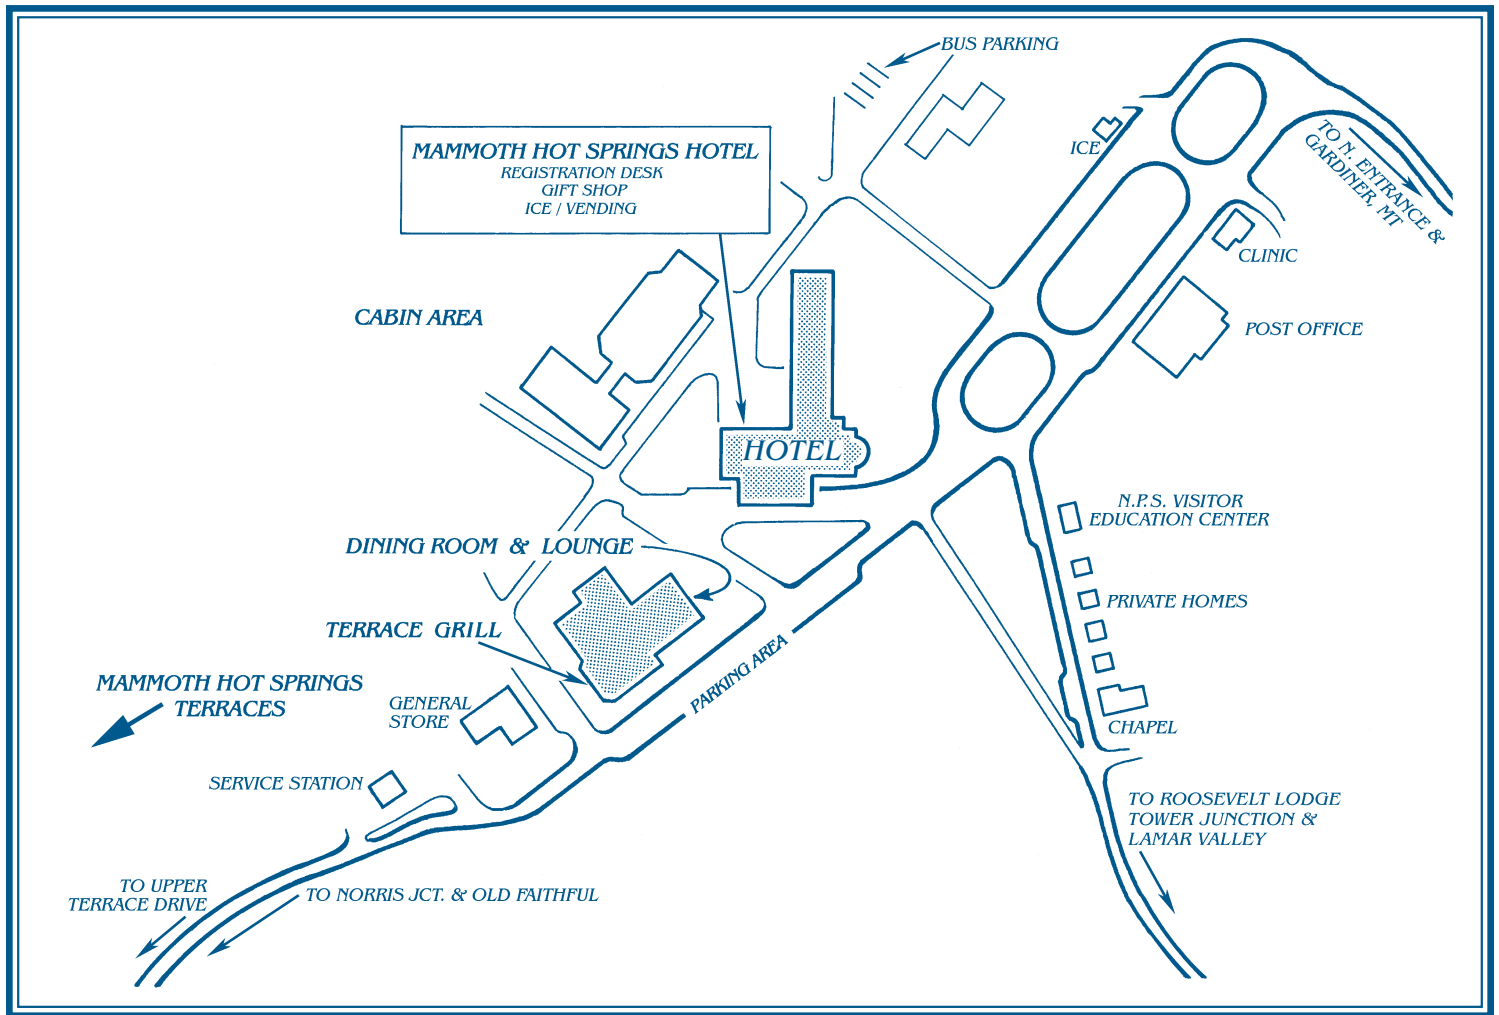 BUS PARKING
MAMMOTH HOT SPRINGS HOTEL
REGISTRATION DESK
GIFT SHOP
ICE / VENDING
ICE
TO N. ENTRANCE &
GARDINER, MT
CLINIC
CABIN AREA
POST OFFICE
HOTEL
N.P.S. VISITOR
EDUCATION CENTER
DINING ROOM & LOUNGE
PRIVATE HOMES
TERRACE GRILL
PARKING AREA
MAMMOTH HOT SPRINGS
TERRACES
GENERAL
STORE
CHAPEL
SERVICE STATION
TO ROOSEVELT LODGE
TOWER JUNCTION &
LAMAR VALLEY
TO UPPER
TERRACE DRIVE
TO NORRIS JCT. & OLD FAITHFUL